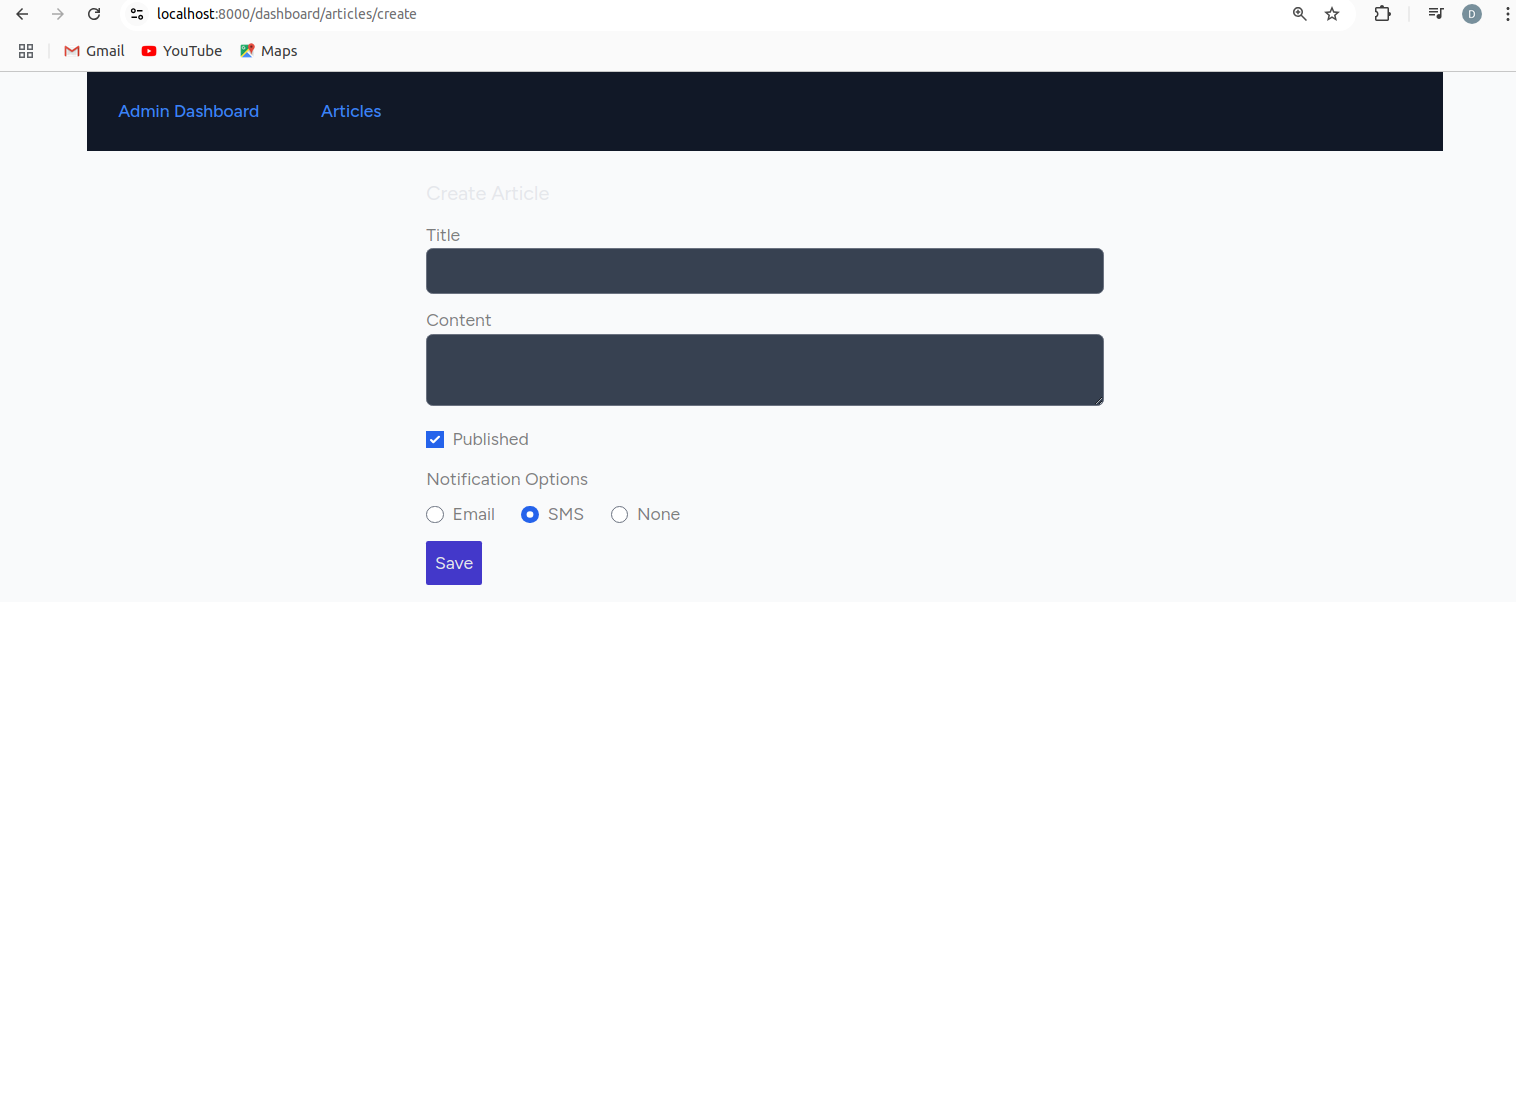 localhost:8000/dashboard/articles/create
D
Gmail YouTube Maps
Admin Dashboard Articles
Create Article
Title
Content
Published
Notification Options
Email SMS None
Save